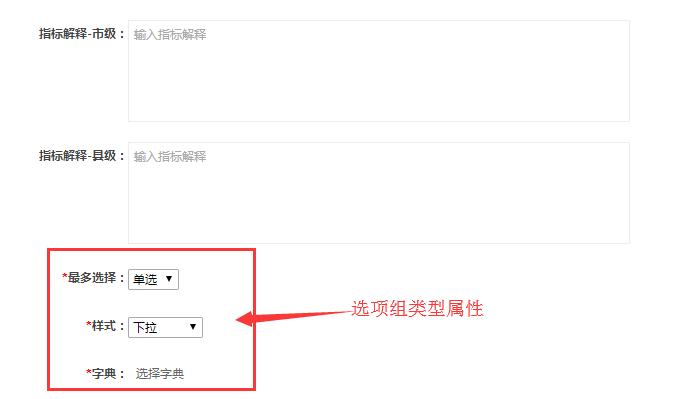 指标解释-市级：输入指标解释
指标解释-县级：输入指标解释
*最多选择：单选
选项组类型属性
*样式：下拉
*字典：选择字典